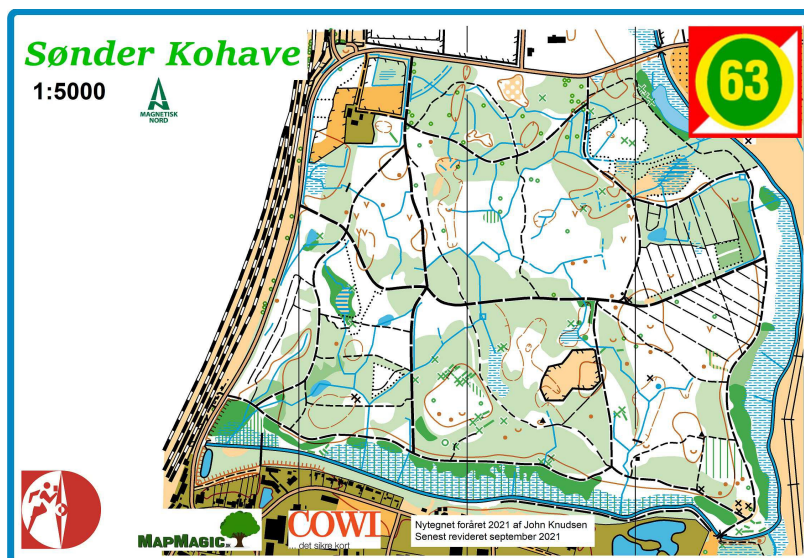 Sønder Kohave
1:5000
MAGNETISK
NORD
63
MAPMAGIC
COWI
... det sikre kort
Nytegnet foråret 2021 af John Knudsen
Senest revideret september 2021